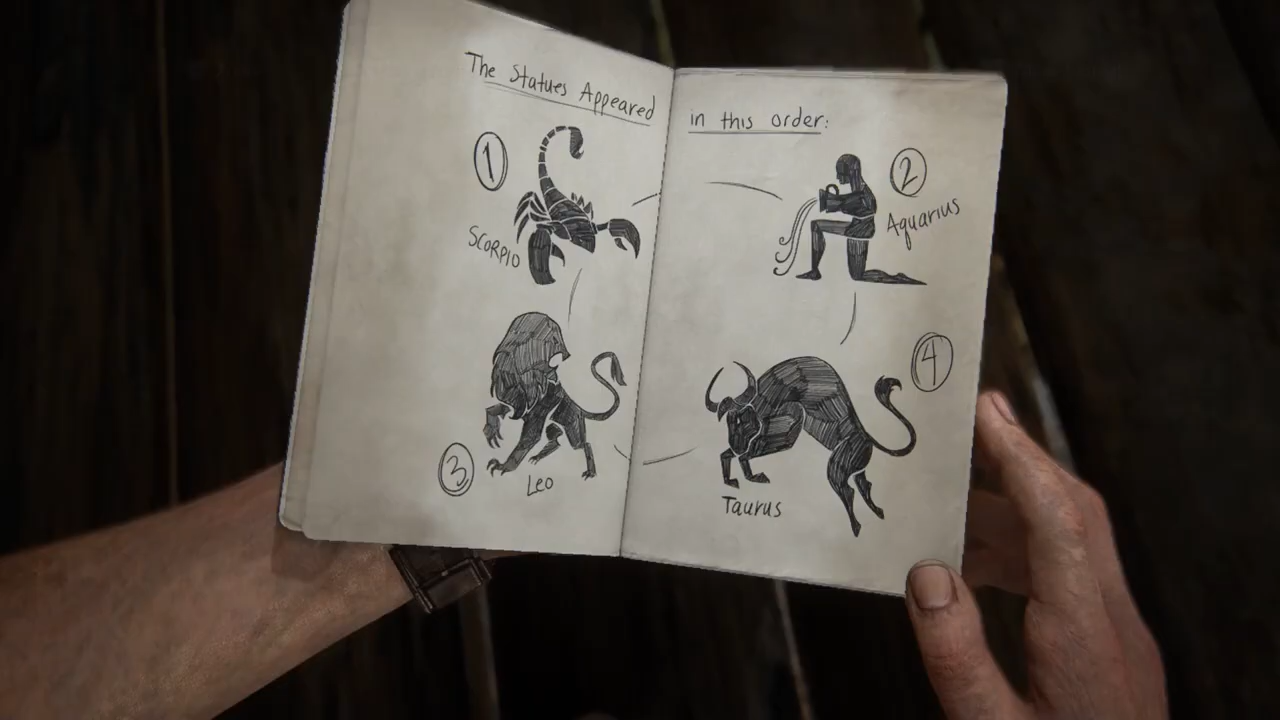 The Statues Appeared
in this order:
1
Scorpio
2
Aquarius
3
Leo
4
Taurus